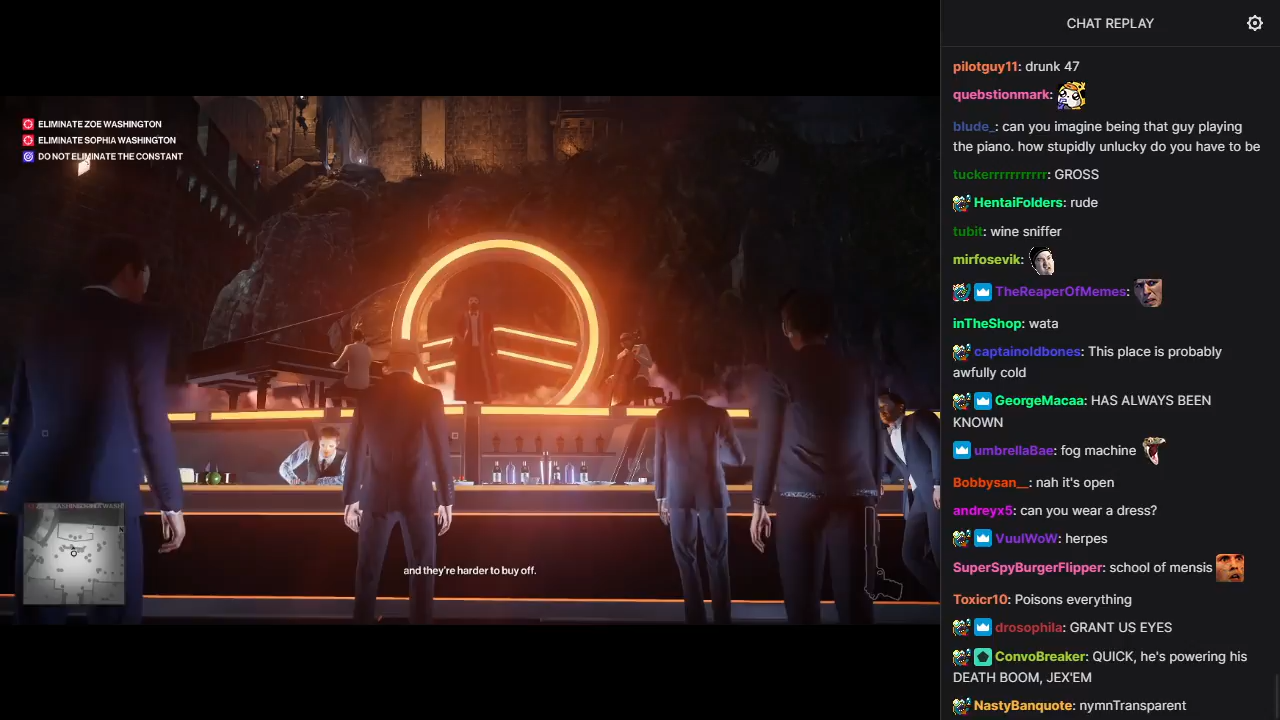 ELIMINATE ZOE WASHINGTON
ELIMINATE SOPHIA WASHINGTON
DO NOT ELIMINATE THE CONSTANT
and they're harder to buy off.
CHAT REPLAY
pilotguy11: drunk 47
quebstionmark:
blude_: can you imagine being that guy playing
the piano. how stupidly unlucky do you have to be
tuckerrrrrrrrrrr: GROSS
HentaiFolders: rude
tubit: wine sniffer
mirfosevik:
TheReaperOfMemes:
inTheShop: wata
captainoldbones: This place is probably
awfully cold
GeorgeMacaa: HAS ALWAYS BEEN
KNOWN
umbrellaBae: fog machine
Bobbysan__: nah it's open
andreyx5: can you wear a dress?
VuulWoW: herpes
SuperSpyBurgerFlipper: school of mensis
Toxicr10: Poisons everything
drosophila: GRANT US EYES
ConvoBreaker: QUICK, he's powering his
DEATH BOOM, JEX'EM
NastyBanquote: nymnTransparent